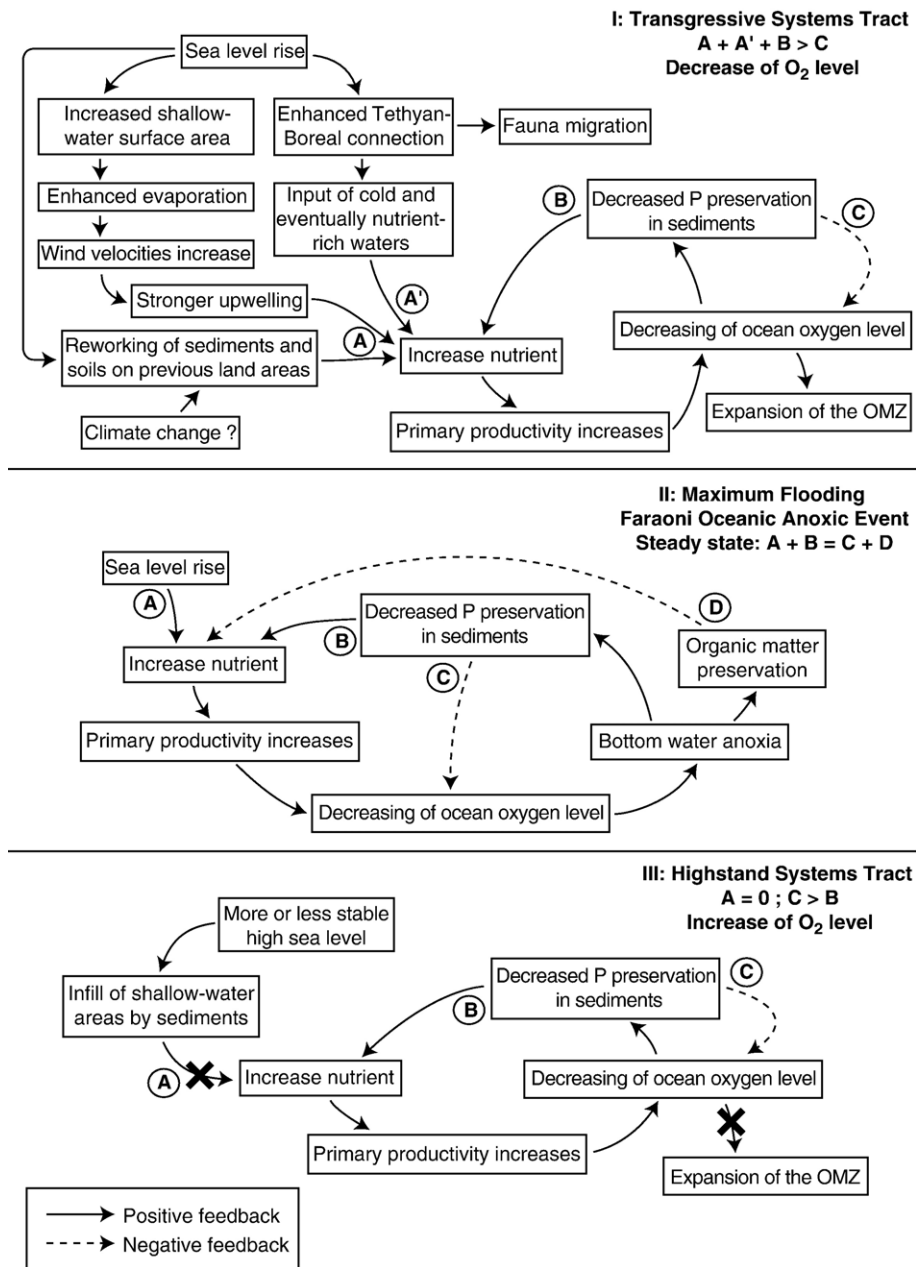 I: Transgressive Systems Tract
A + A' + B > C
Decrease of O₂ level
Sea level rise
Increased shallow-
water surface area
Enhanced Tethyan-
Boreal connection
Fauna migration
Enhanced evaporation
Input of cold and
eventually nutrient-
rich waters
B
Decreased P preservation
in sediments
C
Wind velocities increase
Stronger upwelling
A'
A
Decreasing of ocean oxygen level
Reworking of sediments and
soils on previous land areas
Increase nutrient
Expansion of the OMZ
Climate change ?
Primary productivity increases
II: Maximum Flooding
Faraoni Oceanic Anoxic Event
Steady state: A + B = C + D
Sea level rise
A
Decreased P preservation
in sediments
D
B
Increase nutrient
C
Organic matter
preservation
Primary productivity increases
Bottom water anoxia
Decreasing of ocean oxygen level
III: Highstand Systems Tract
A = 0 ; C > B
Increase of O₂ level
More or less stable
high sea level
Infill of shallow-water
areas by sediments
Decreased P preservation
in sediments
C
B
A
Increase nutrient
Decreasing of ocean oxygen level
Primary productivity increases
Expansion of the OMZ
Positive feedback
Negative feedback